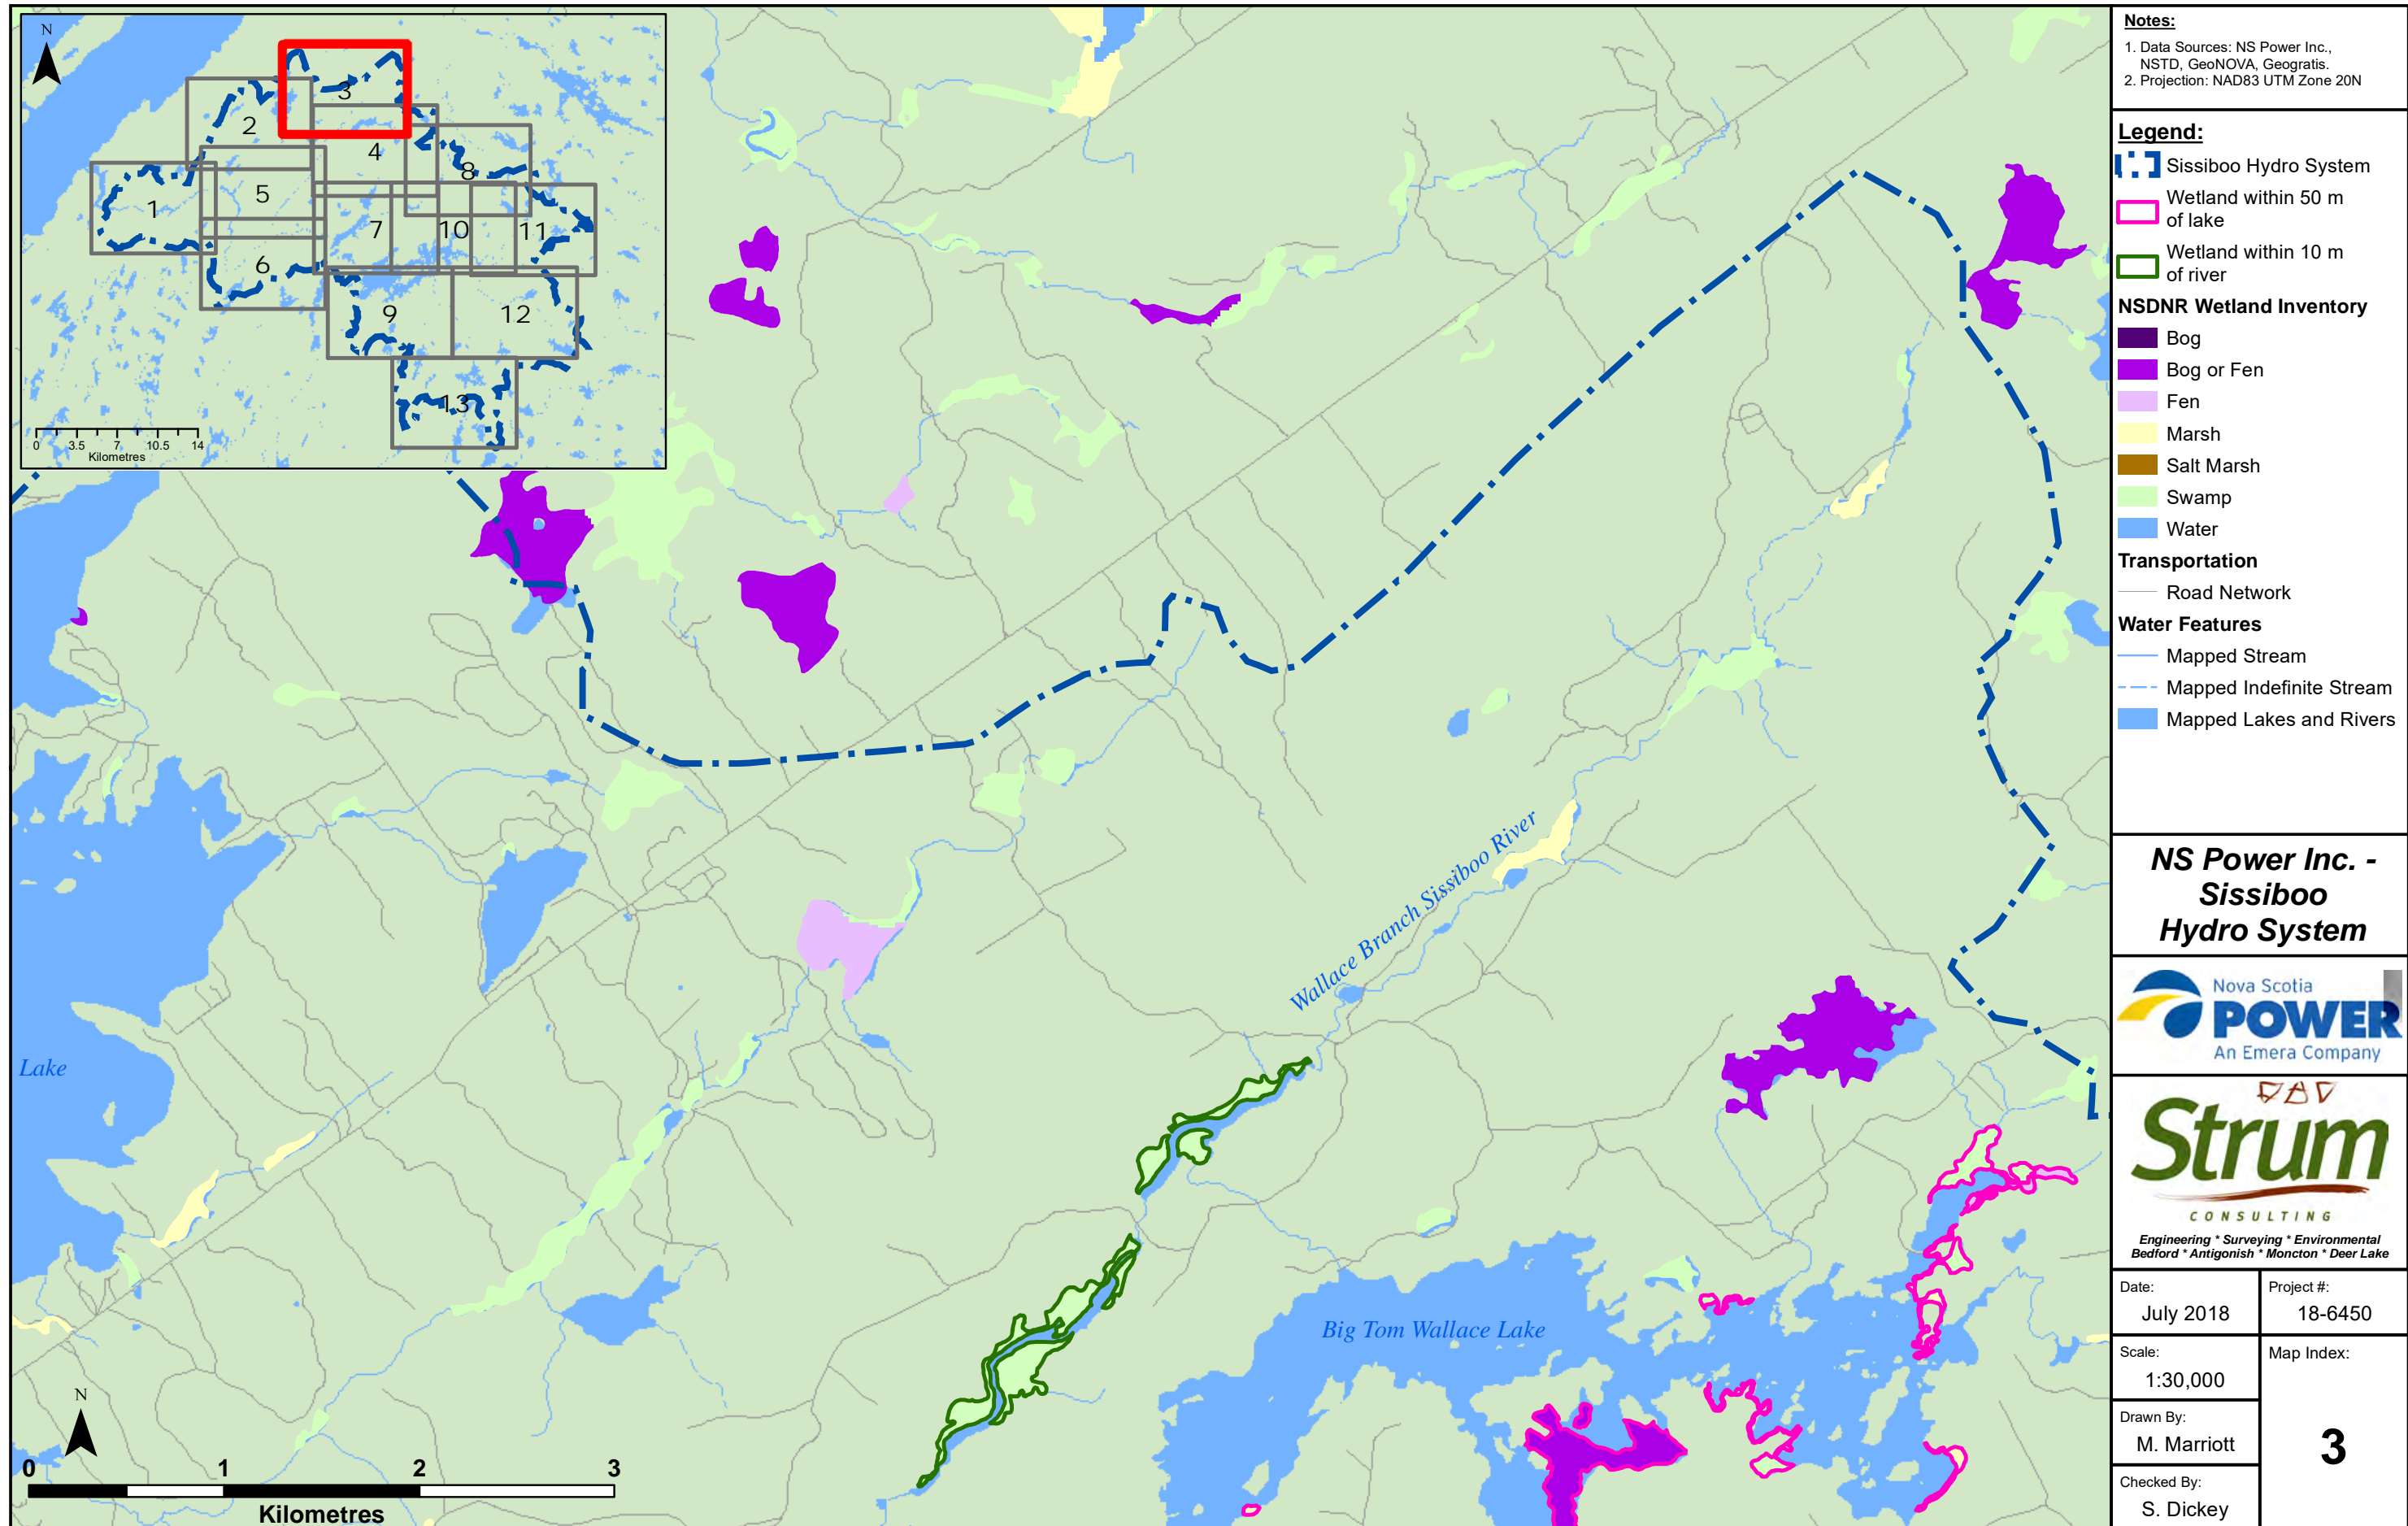 N
3
2
4
8
5
1
7
10
11
6
9
12
13
0 3.5 7 10.5 14
Kilometres
Wallace Branch Sissiboo River
Lake
Big Tom Wallace Lake
N
0 1 2 3
Kilometres
Notes:
1. Data Sources: NS Power Inc.,
NSTD, GeoNOVA, Geogratis.
2. Projection: NAD83 UTM Zone 20N
Legend:
Sissiboo Hydro System
Wetland within 50 m
of lake
Wetland within 10 m
of river
NSDNR Wetland Inventory
Bog
Bog or Fen
Fen
Marsh
Salt Marsh
Swamp
Water
Transportation
Road Network
Water Features
Mapped Stream
Mapped Indefinite Stream
Mapped Lakes and Rivers
NS Power Inc. -
Sissiboo
Hydro System
Nova Scotia
POWER
An Emera Company
Strum
CONSULTING
Engineering * Surveying * Environmental
Bedford * Antigonish * Moncton * Deer Lake
Date:
July 2018
Project #:
18-6450
Scale:
1:30,000
Map Index:
3
Drawn By:
M. Marriott
Checked By:
S. Dickey